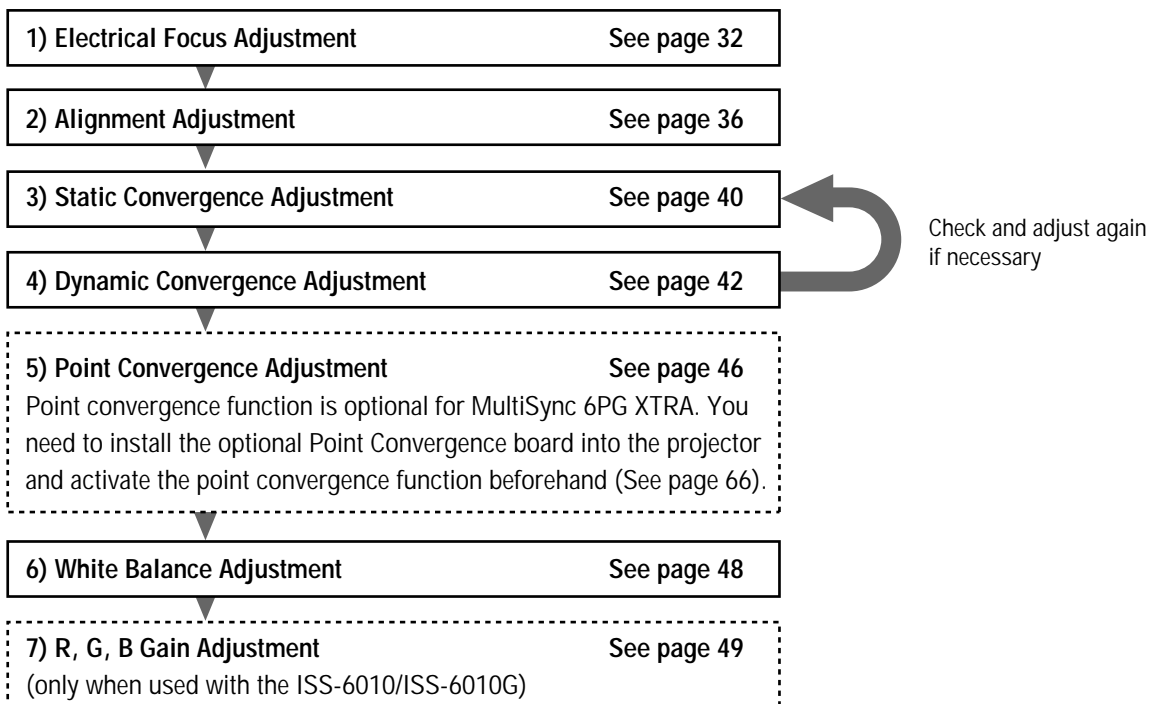 1) Electrical Focus Adjustment See page 32
2) Alignment Adjustment See page 36
3) Static Convergence Adjustment See page 40
Check and adjust again
if necessary
4) Dynamic Convergence Adjustment See page 42
5) Point Convergence Adjustment See page 46
Point convergence function is optional for MultiSync 6PG XTRA. You
need to install the optional Point Convergence board into the projector
and activate the point convergence function beforehand (See page 66).
6) White Balance Adjustment See page 48
7) R, G, B Gain Adjustment See page 49
(only when used with the ISS-6010/ISS-6010G)